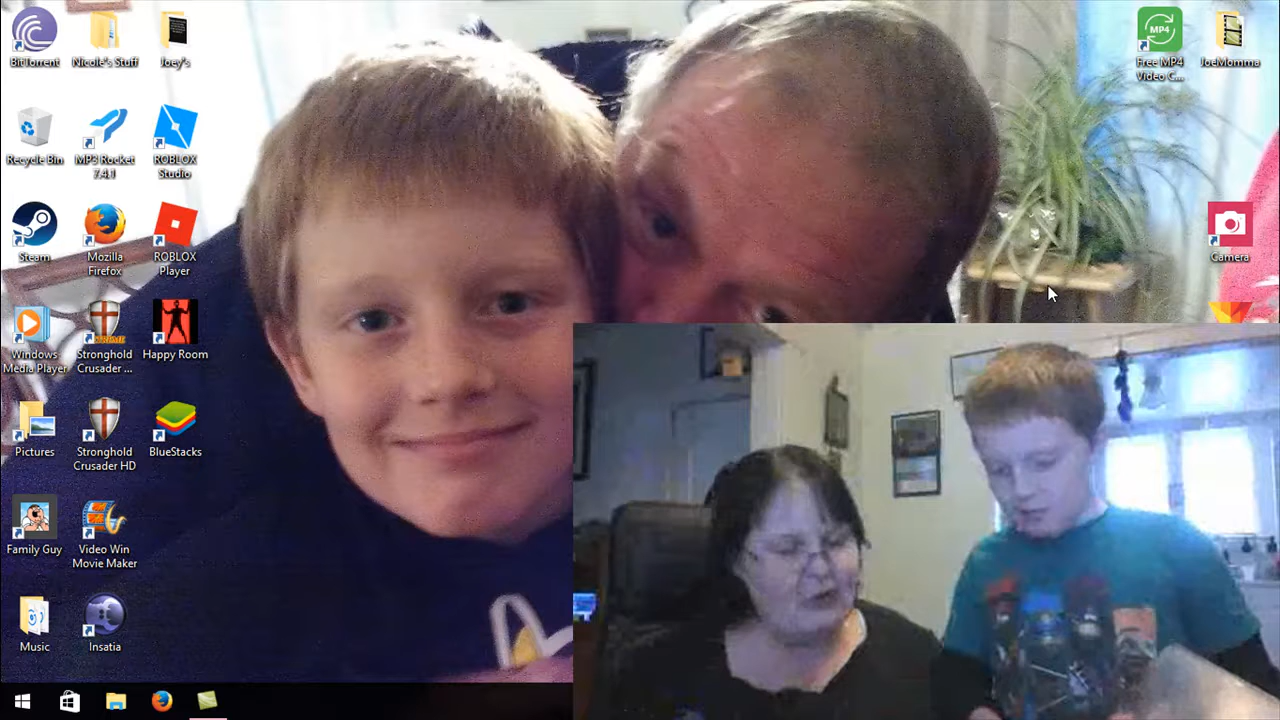 BitTorrent
Nicole's Stuff
Joey's
MP4
Free MP4
Video C...
JoeMomma
Recycle Bin
MP3 Rocket
7.4.1
ROBLOX
Studio
Steam
Mozilla
Firefox
ROBLOX
Player
Camera
Windows
Media Player
Stronghold
Crusader ...
Happy Room
Pictures
Stronghold
Crusader HD
BlueStacks
Family Guy
Video Win
Movie Maker
Music
Insatia